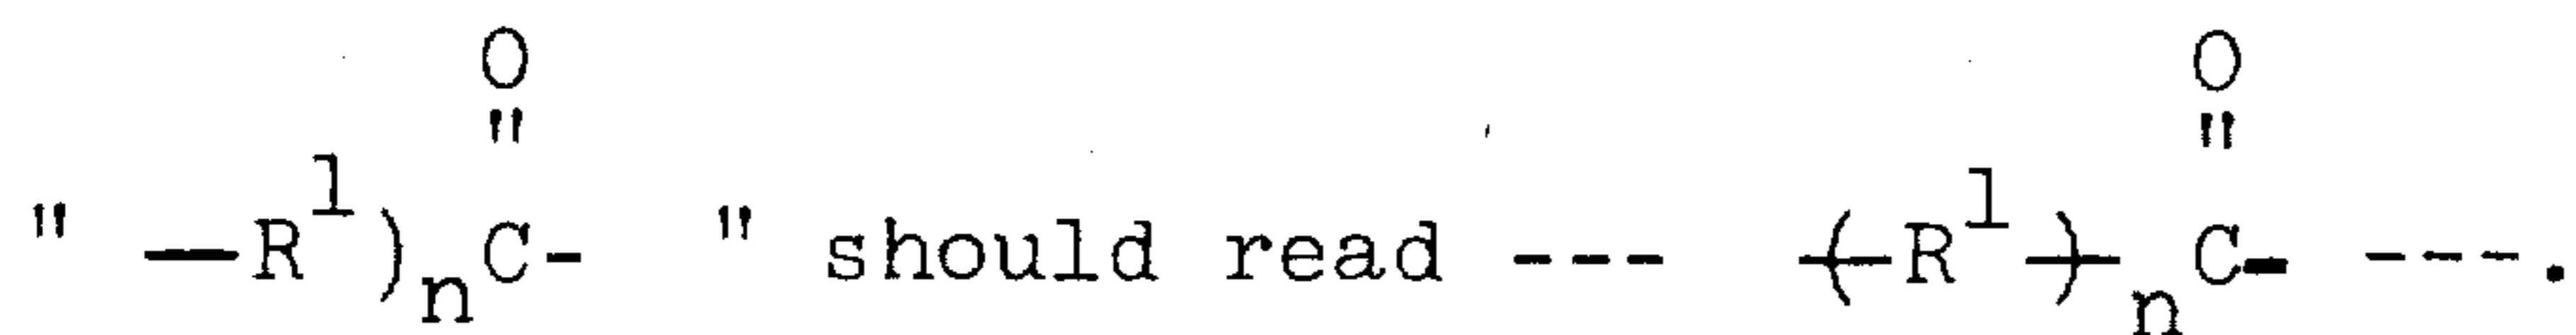 O O
" "
" —R¹)ₙC- " should read --- -(-R¹-)-ₙC- ---.